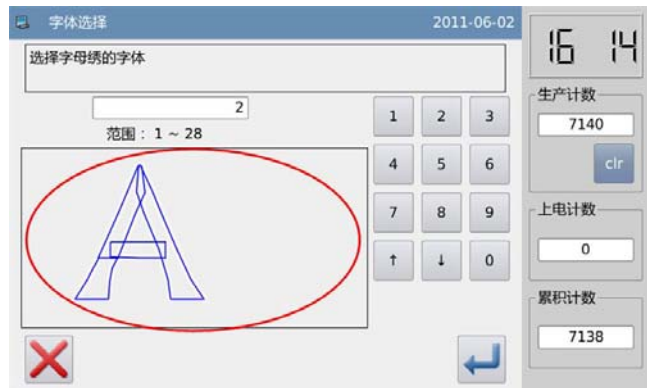 字体选择 2011-06-02
16 14
选择字母绣的字体
2
范围：1 ~ 28
1 2 3
4 5 6
7 8 9
↑ ↓ 0
生产计数
7140
clr
上电计数
0
累积计数
7138